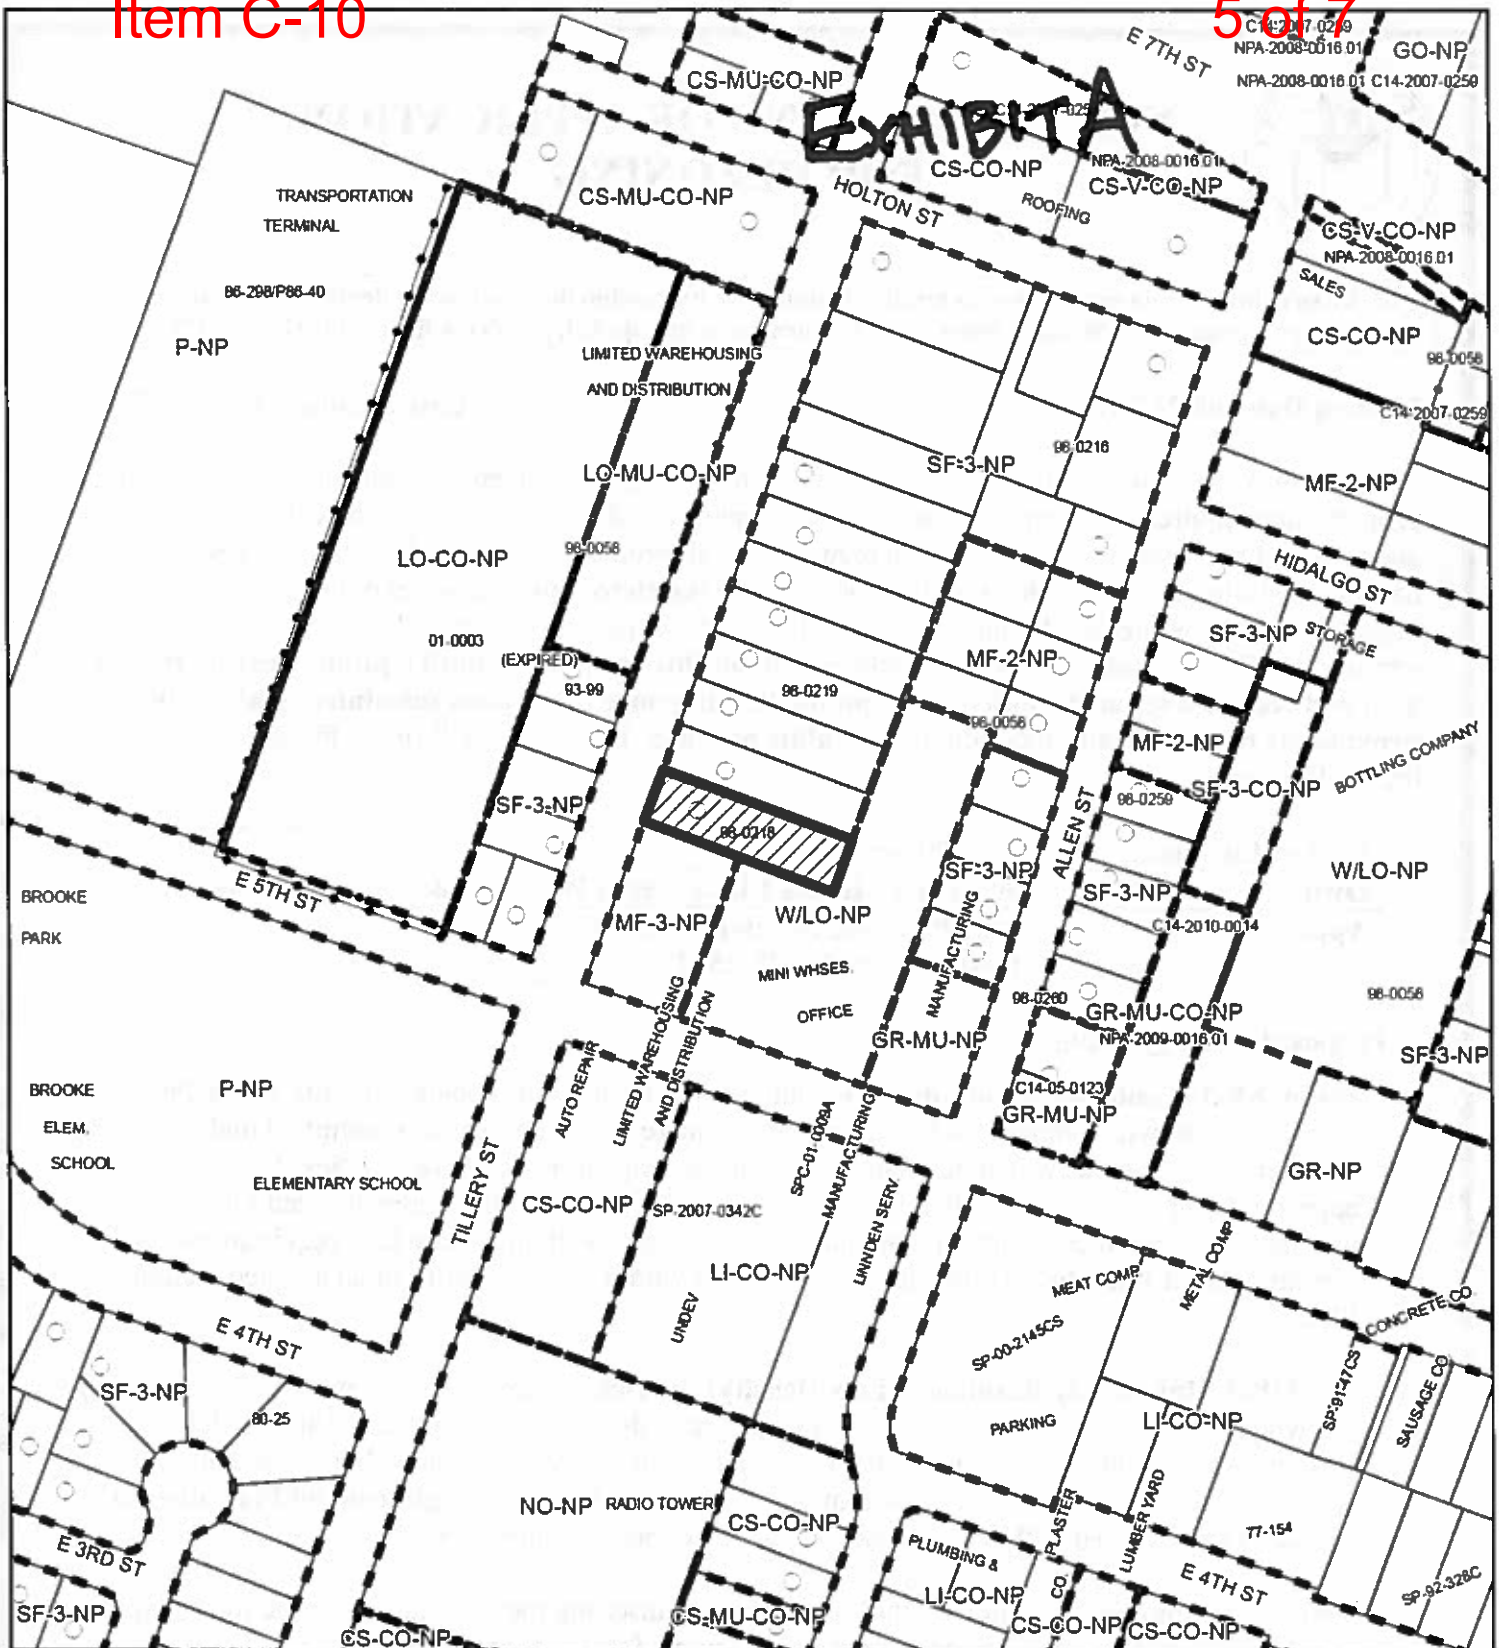 Item C-10
5 of 7
C14-2007-0259
NPA-2008-0016.01
GO-NP
NPA-2008-0016.01 C14-2007-0259
E 7TH ST
CS-MU-CO-NP
EXHIBIT A
CS-CO-NP
NPA-2008-0016.01
CS-V-CO-NP
HOLTON ST
ROOFING
CS-MU-CO-NP
TRANSPORTATION
TERMINAL
86-298/P86-40
P-NP
CS-V-CO-NP
NPA-2008-0016.01
SALES
CS-CO-NP
98-0058
C14-2007-0259
LIMITED WAREHOUSING
AND DISTRIBUTION
LO-MU-CO-NP
98-0058
SF-3-NP
98-0216
MF-2-NP
HIDALGO ST
LO-CO-NP
01-0003
(EXPIRED)
93-99
SF-3-NP
STORAGE
MF-2-NP
98-0219
98-0058
MF-2-NP
BOTTLING COMPANY
SF-3-CO-NP
98-0259
SF-3-NP
98-0218
ALLEN ST
SF-3-NP
SF-3-NP
W/LO-NP
E 5TH ST
BROOKE
PARK
MF-3-NP
W/LO-NP
MANUFACTURING
C14-2010-0014
MINI WHSES.
OFFICE
98-0260
GR-MU-CO-NP
NPA-2009-0016.01
98-0058
GR-MU-NP
SF-3-NP
LIMITED WAREHOUSING
AND DISTRIBUTION
AUTO REPAIR
C14-05-0123
GR-MU-NP
BROOKE
ELEM.
SCHOOL
P-NP
ELEMENTARY SCHOOL
TILLERY ST
SPC-01-0009A
MANUFACTURING
GR-NP
CS-CO-NP
SP-2007-0342C
LINNDEN SERV.
LI-CO-NP
UNDEV
MEAT COMP
METAL COMP
CONCRETE CO
SP-00-2145CS
PARKING
LI-CO-NP
SP-91-147CS
SAUSAGE CO
E 4TH ST
SF-3-NP
80-25
NO-NP
RADIO TOWER
CS-CO-NP
PLUMBING &
PLASTER
CO.
LUMBER YARD
77-154
E 4TH ST
SP-92-328C
E 3RD ST
SF-3-NP
CS-CO-NP
CS-MU-CO-NP
LI-CO-NP
CS-CO-NP
CS-CO-NP